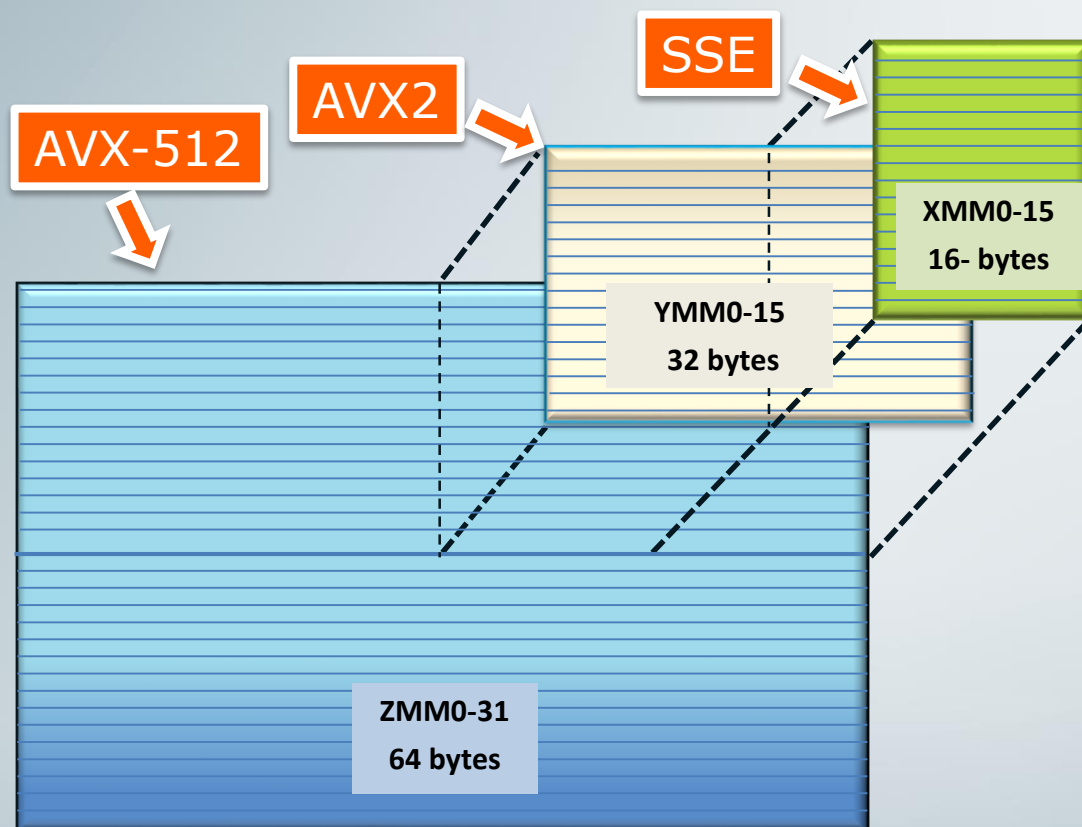 SSE
AVX2
AVX-512
XMM0-15
16- bytes
YMM0-15
32 bytes
ZMM0-31
64 bytes